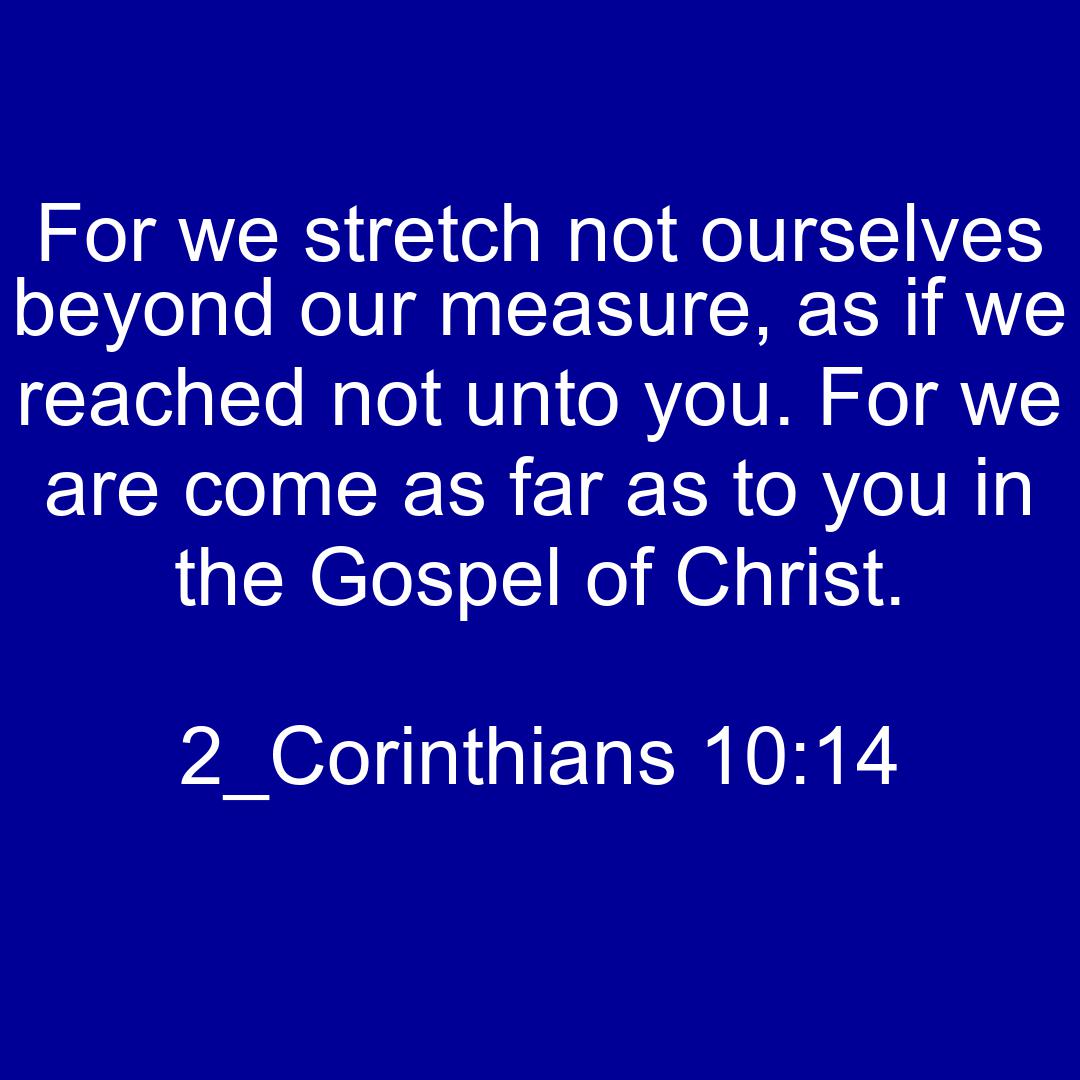 For we stretch not ourselves
beyond our measure, as if we
reached not unto you. For we
are come as far as to you in
the Gospel of Christ.
2_Corinthians 10:14